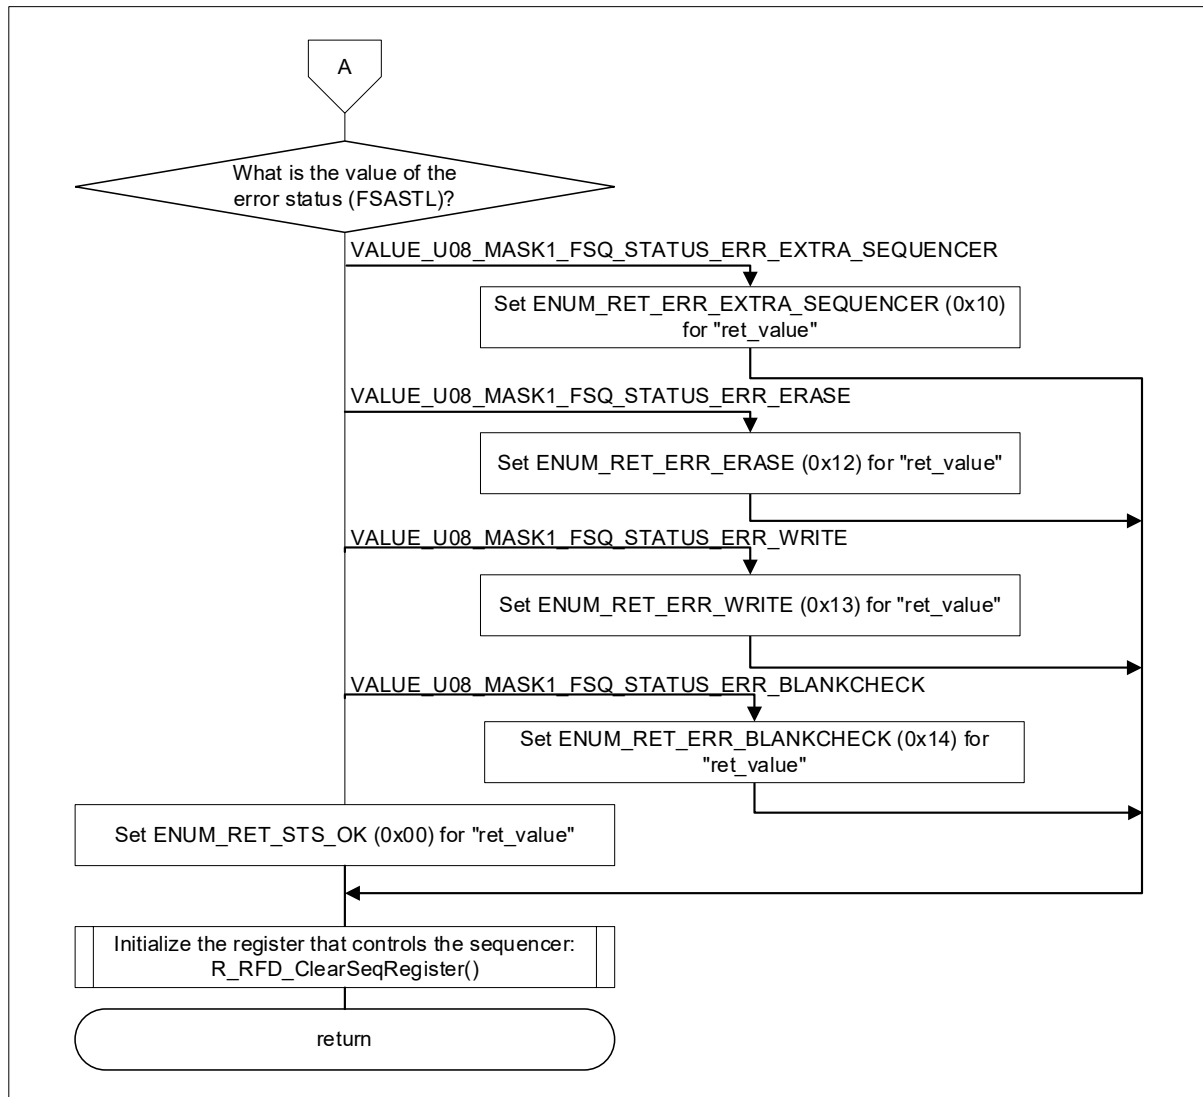 A
What is the value of the
error status (FSASTL)?
VALUE_U08_MASK1_FSQ_STATUS_ERR_EXTRA_SEQUENCER
Set ENUM_RET_ERR_EXTRA_SEQUENCER (0x10)
for "ret_value"
VALUE_U08_MASK1_FSQ_STATUS_ERR_ERASE
Set ENUM_RET_ERR_ERASE (0x12) for "ret_value"
VALUE_U08_MASK1_FSQ_STATUS_ERR_WRITE
Set ENUM_RET_ERR_WRITE (0x13) for "ret_value"
VALUE_U08_MASK1_FSQ_STATUS_ERR_BLANKCHECK
Set ENUM_RET_ERR_BLANKCHECK (0x14) for
"ret_value"
Set ENUM_RET_STS_OK (0x00) for "ret_value"
Initialize the register that controls the sequencer:
R_RFD_ClearSeqRegister()
return